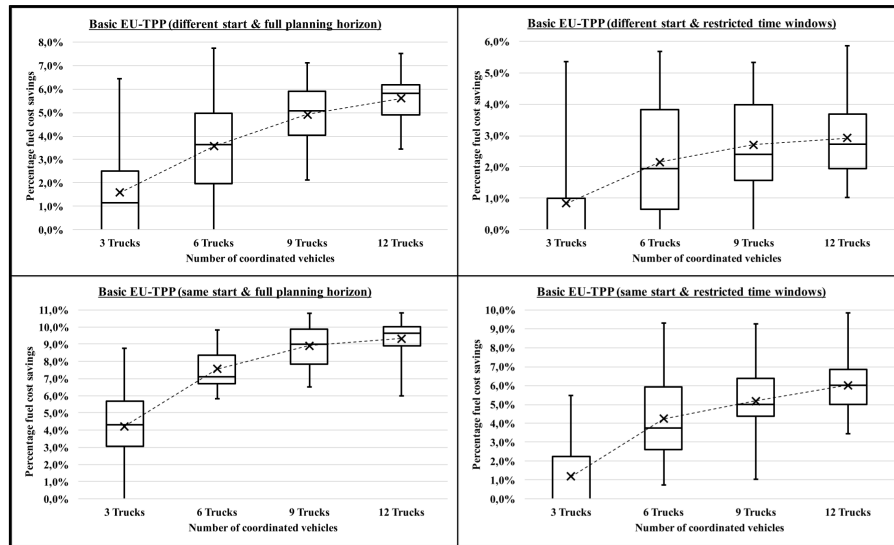 Basic EU-TPP (different start & full planning horizon)
Percentage fuel cost savings
8,0%
7,0%
6,0%
5,0%
4,0%
3,0%
2,0%
1,0%
0,0%
3 Trucks 6 Trucks 9 Trucks 12 Trucks
Number of coordinated vehicles
Basic EU-TPP (different start & restricted time windows)
Percentage fuel cost savings
6,0%
5,0%
4,0%
3,0%
2,0%
1,0%
0,0%
3 Trucks 6 Trucks 9 Trucks 12 Trucks
Number of coordinated vehicles
Basic EU-TPP (same start & full planning horizon)
Percentage fuel cost savings
11,0%
10,0%
9,0%
8,0%
7,0%
6,0%
5,0%
4,0%
3,0%
2,0%
1,0%
0,0%
3 Trucks 6 Trucks 9 Trucks 12 Trucks
Number of coordinated vehicles
Basic EU-TPP (same start & restricted time windows)
Percentage fuel cost savings
10,0%
9,0%
8,0%
7,0%
6,0%
5,0%
4,0%
3,0%
2,0%
1,0%
0,0%
3 Trucks 6 Trucks 9 Trucks 12 Trucks
Number of coordinated vehicles